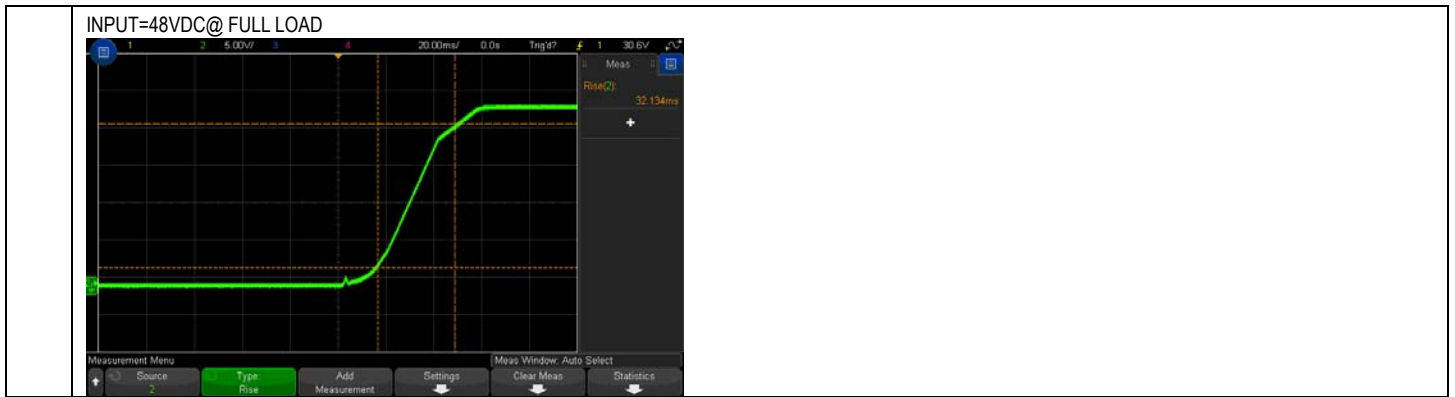 INPUT=48VDC@ FULL LOAD
1 2 5.00V/ 3 4 20.00ms/ 0.0s Trig'd? 1 30.6V
Meas
Rise(2):
32.134ms
Measurement Menu
Meas Window: Auto Select
Source
2
Type:
Rise
Add
Measurement
Settings
Clear Meas
Statistics